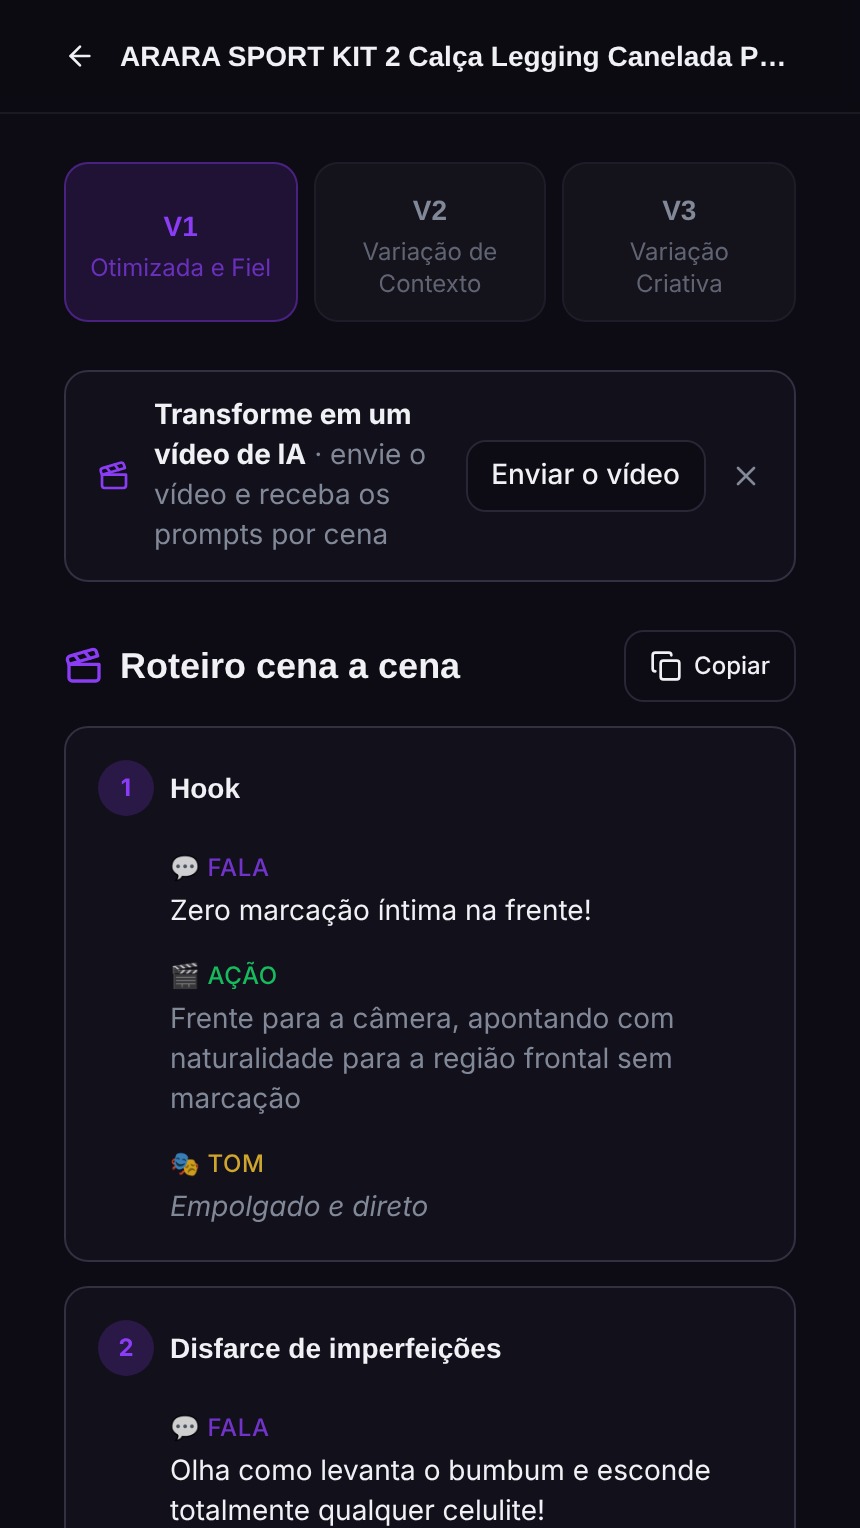 ARARA SPORT KIT 2 Calça Legging Canelada P...
V1
Otimizada e Fiel
V2
Variação de
Contexto
V3
Variação
Criativa
Transforme em um
vídeo de IA · envie o
vídeo e receba os
prompts por cena
Enviar o vídeo
Roteiro cena a cena
Copiar
1 Hook
FALA
Zero marcação íntima na frente!
AÇÃO
Frente para a câmera, apontando com
naturalidade para a região frontal sem
marcação
TOM
Empolgado e direto
2 Disfarce de imperfeições
FALA
Olha como levanta o bumbum e esconde
totalmente qualquer celulite!